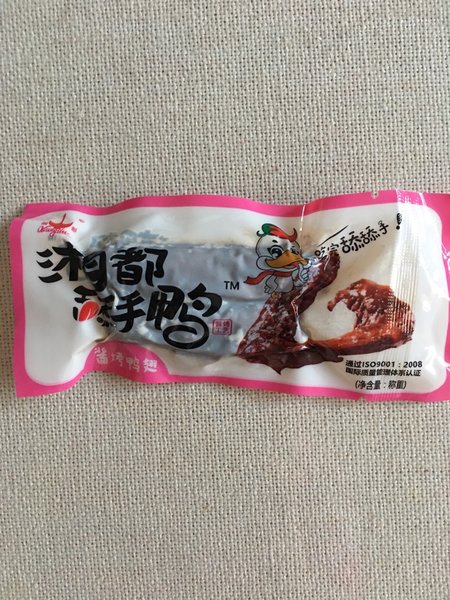 湘都
舔手鸭 TM
酱烤鸭翅
吃完舔舔手！
通过ISO9001：2008
国际质量管理体系认证
(净含量：称重)